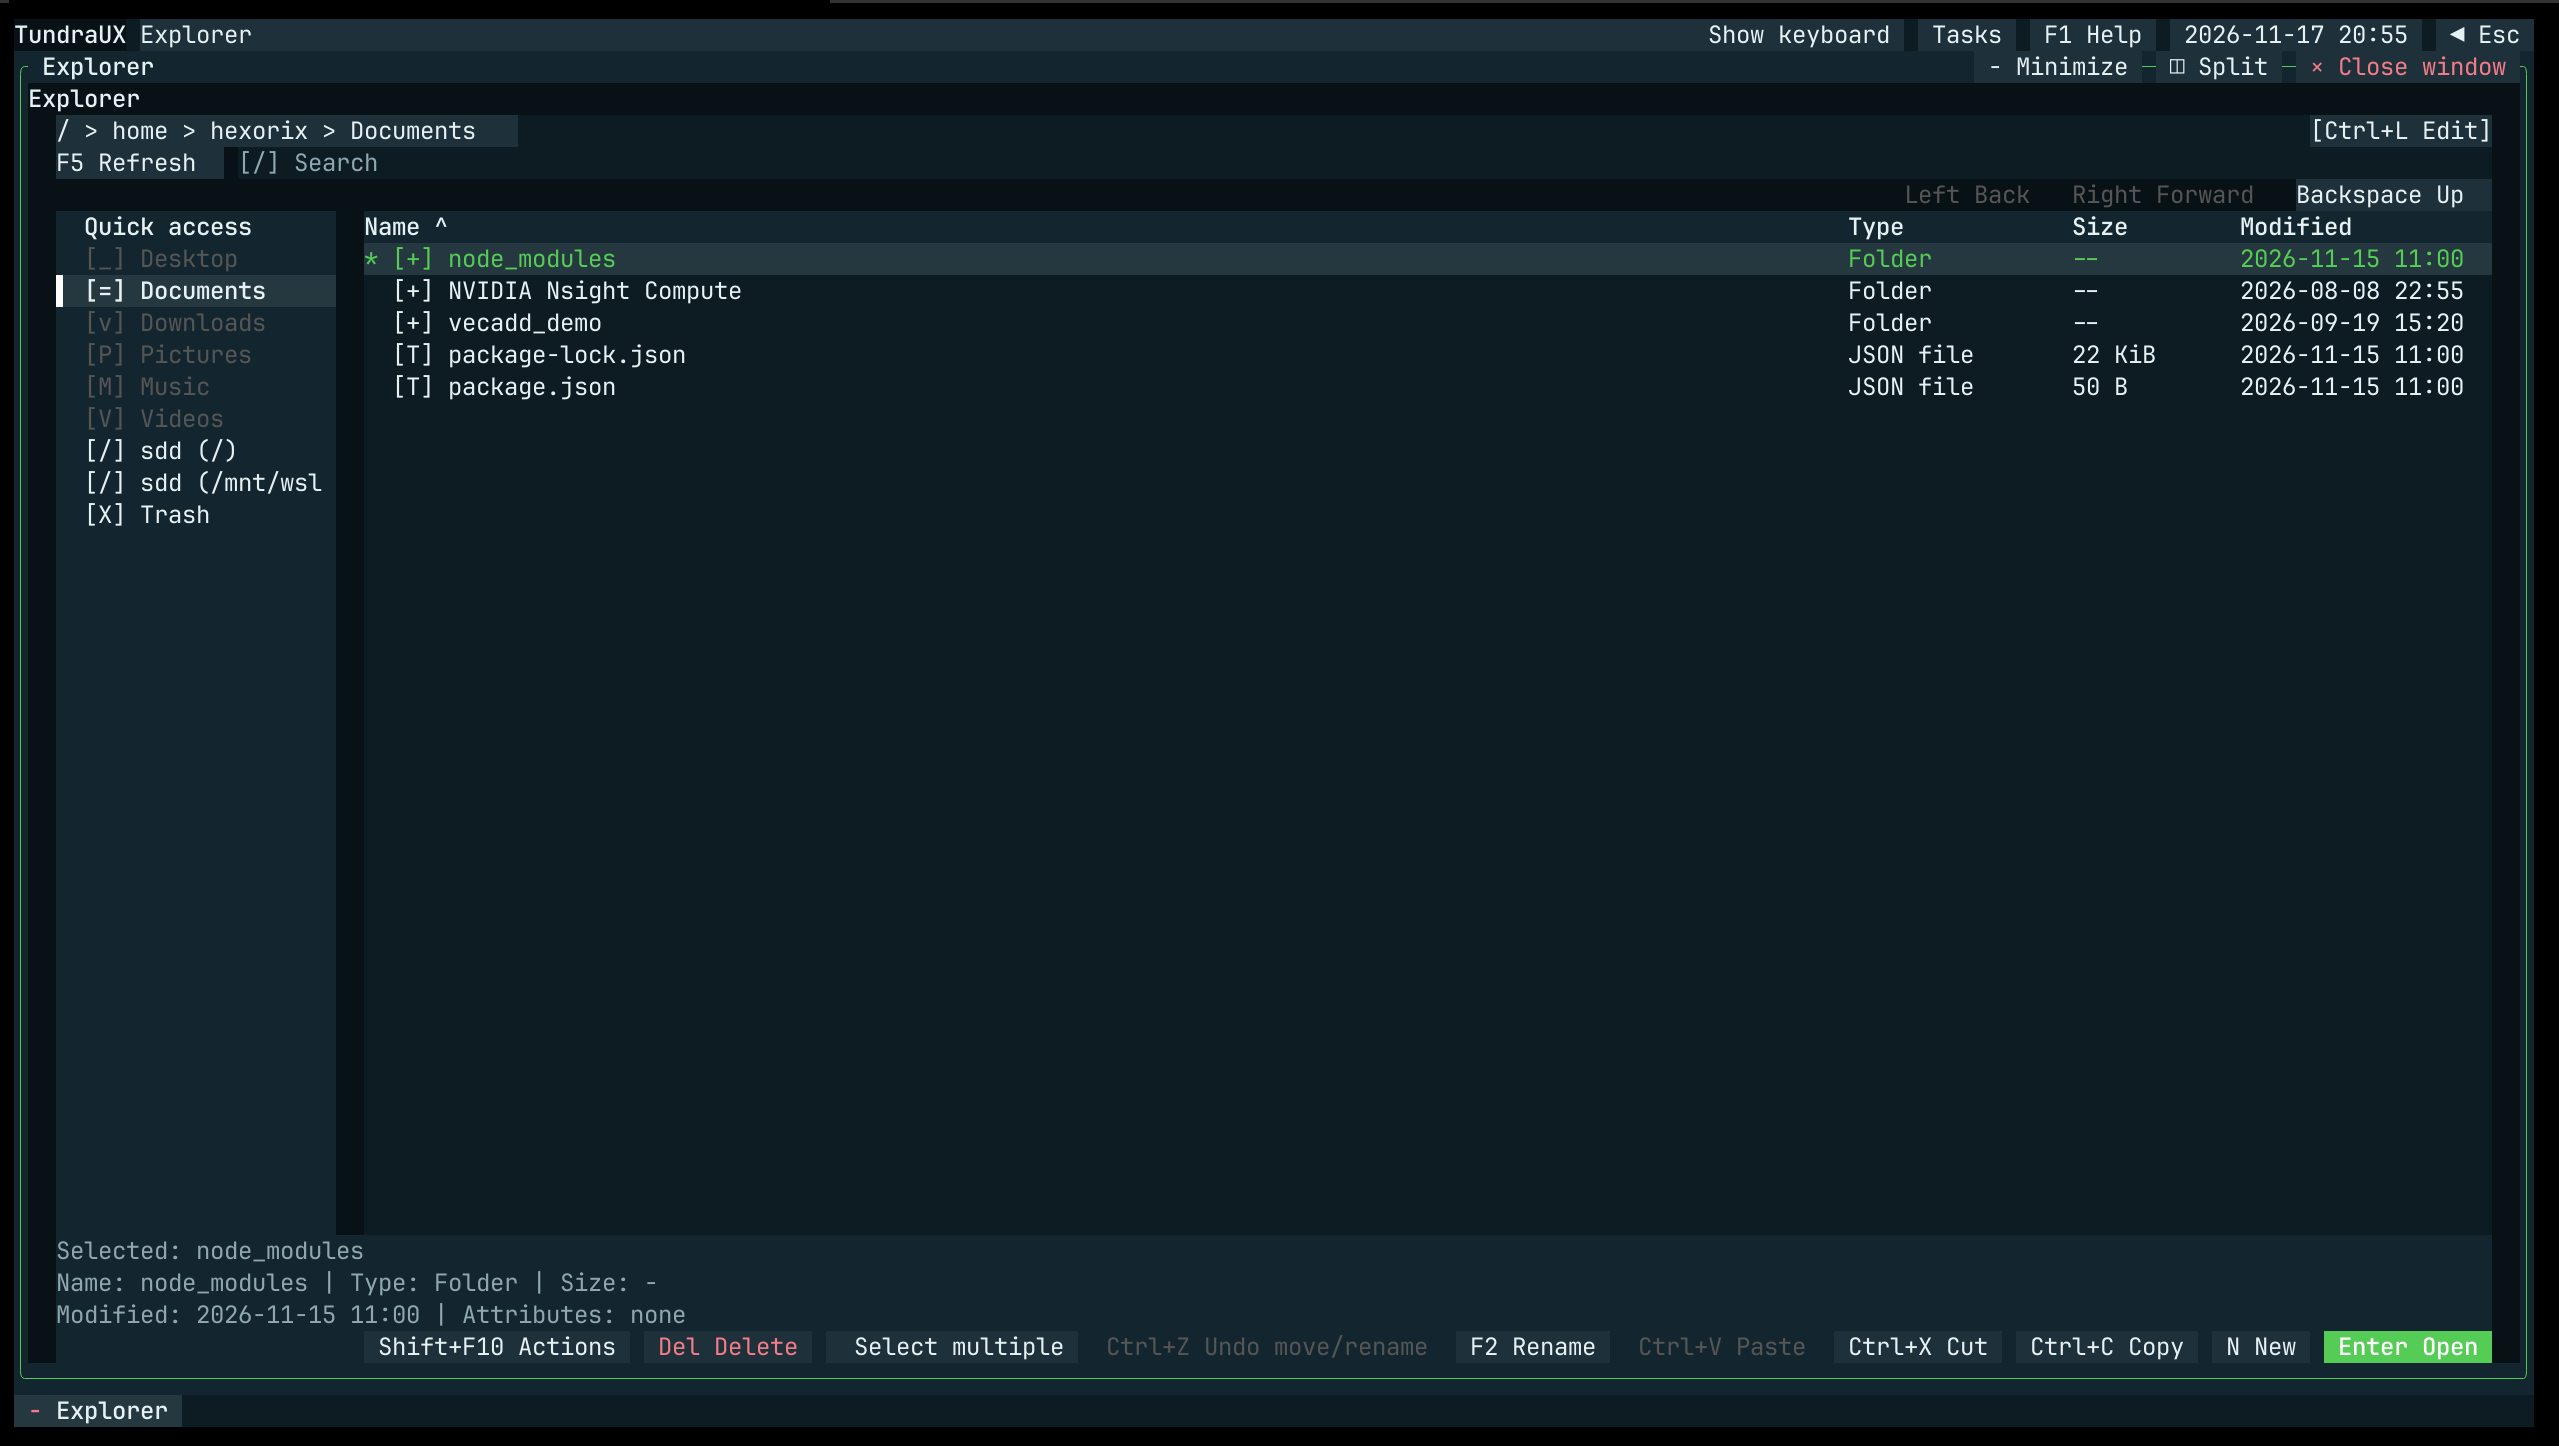 TundraUX Explorer Show keyboard Tasks F1 Help 2026-11-17 20:55 ◄ Esc
Explorer - Minimize ◫ Split × Close window
Explorer
/ > home > hexorix > Documents [Ctrl+L Edit]
F5 Refresh [/] Search
Left Back Right Forward Backspace Up
Quick access Name ^ Type Size Modified
[_] Desktop * [+] node_modules Folder -- 2026-11-15 11:00
[=] Documents [+] NVIDIA Nsight Compute Folder -- 2026-08-08 22:55
[v] Downloads [+] vecadd_demo Folder -- 2026-09-19 15:20
[P] Pictures [T] package-lock.json JSON file 22 KiB 2026-11-15 11:00
[M] Music [T] package.json JSON file 50 B 2026-11-15 11:00
[V] Videos
[/] sdd (/)
[/] sdd (/mnt/wsl
[X] Trash
Selected: node_modules
Name: node_modules | Type: Folder | Size: -
Modified: 2026-11-15 11:00 | Attributes: none
Shift+F10 Actions Del Delete Select multiple Ctrl+Z Undo move/rename F2 Rename Ctrl+V Paste Ctrl+X Cut Ctrl+C Copy N New Enter Open
- Explorer